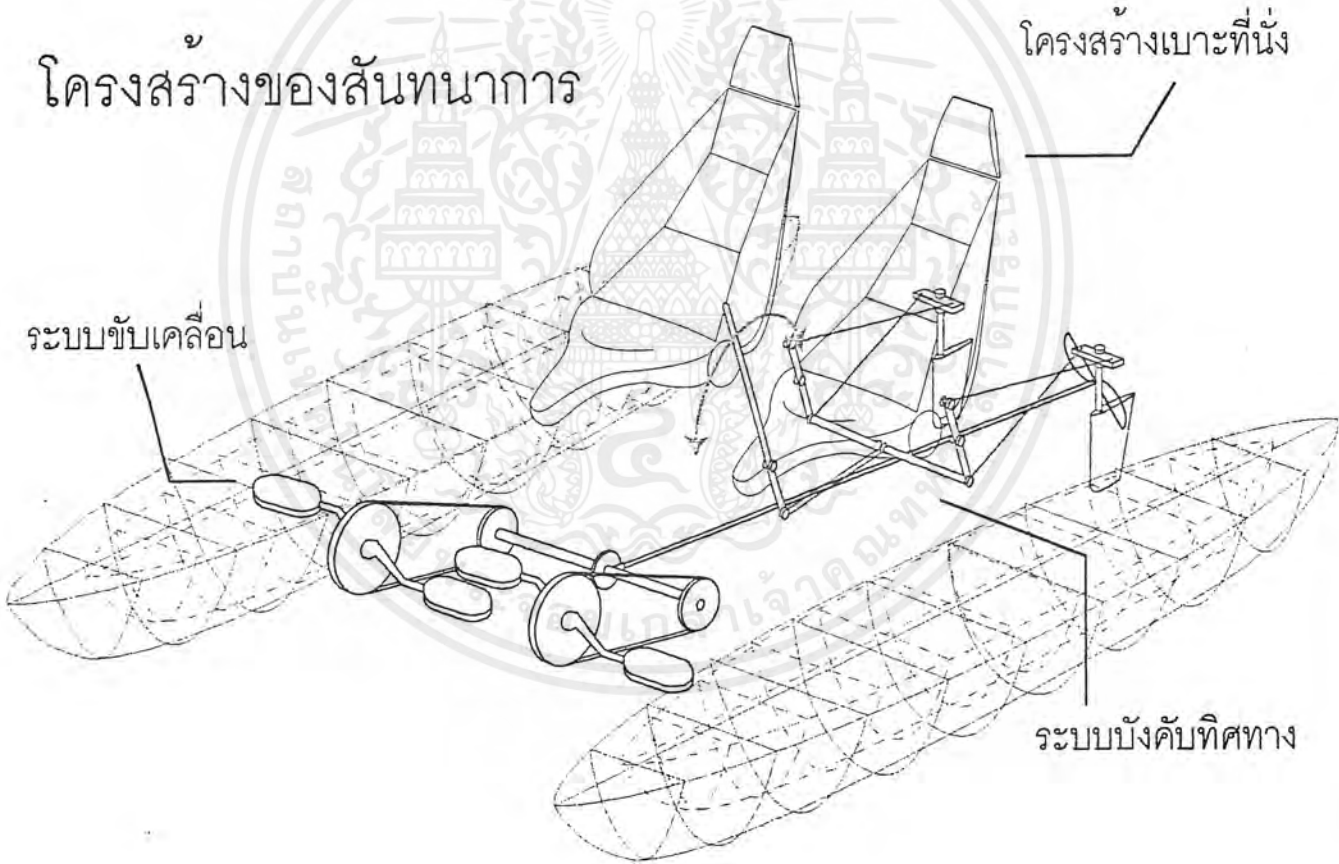 โครงสร้างของสันทนาการ
โครงสร้างเบาะที่นั่ง
ระบบขับเคลื่อน
ระบบบังคับทิศทาง